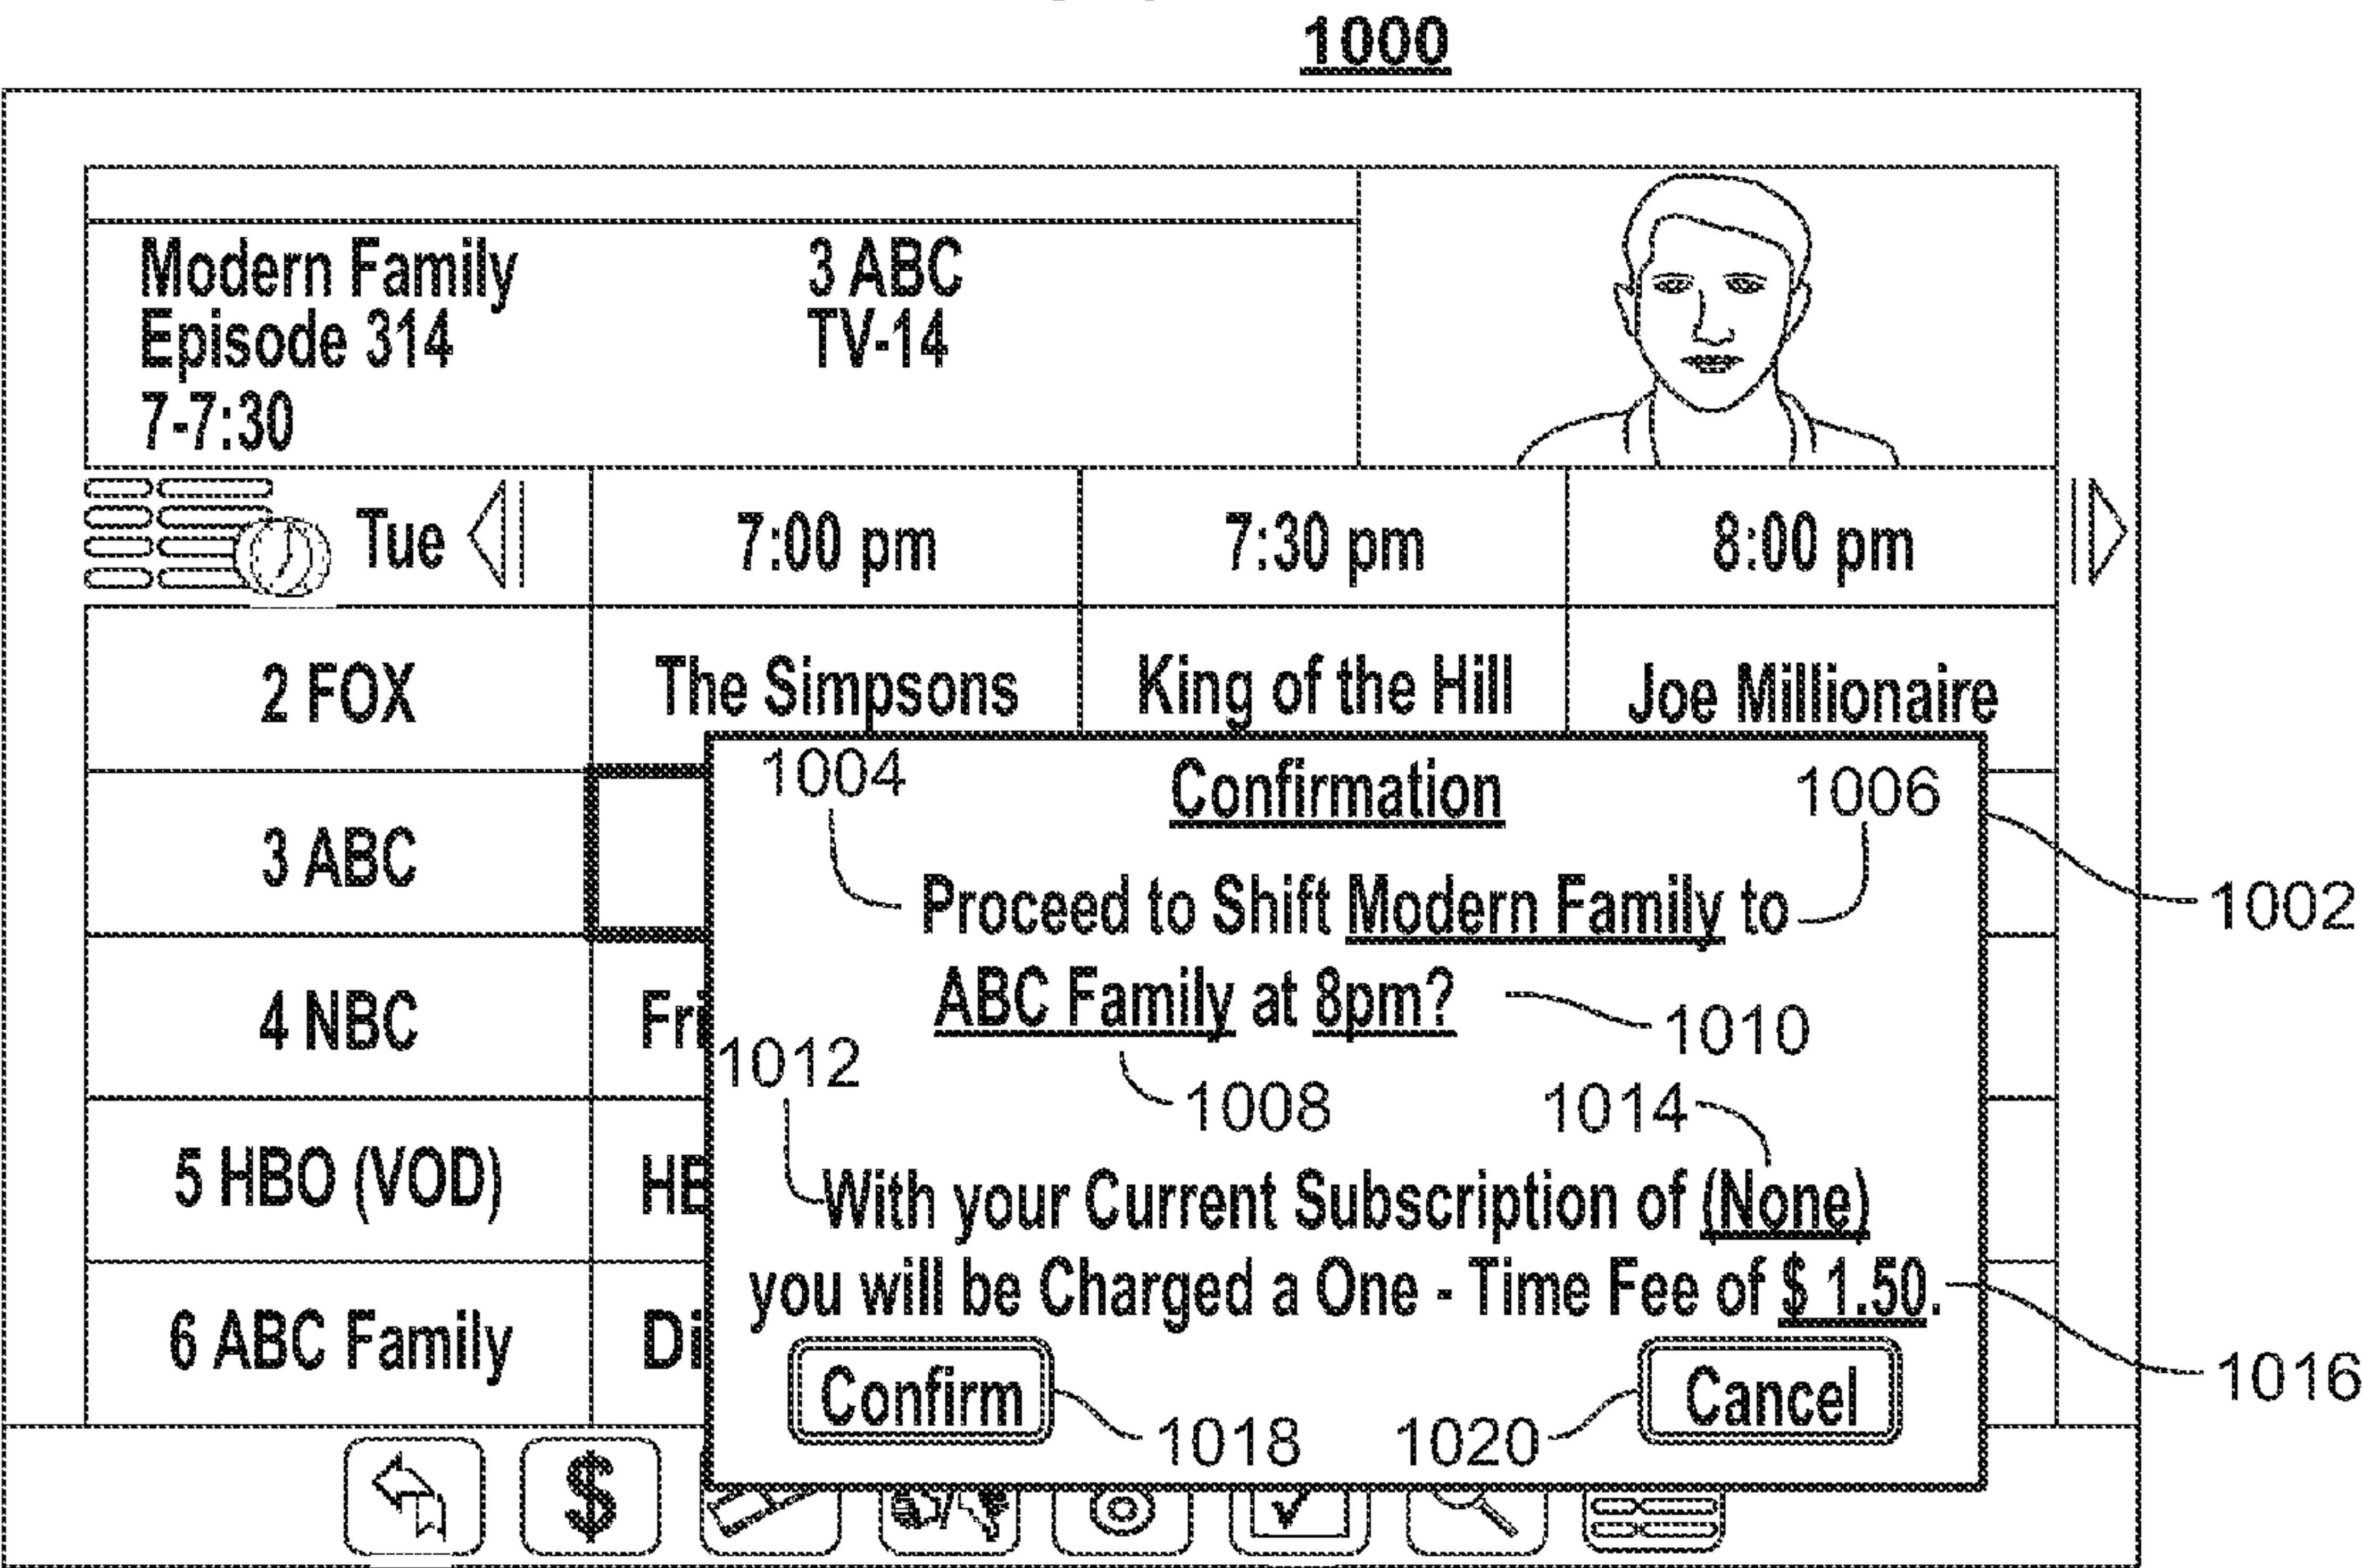 1000
Modern Family 3 ABC
Episode 314 TV-14
7-7:30
Tue 7:00 pm 7:30 pm 8:00 pm
2 FOX The Simpsons King of the Hill Joe Millionaire
3 ABC
4 NBC Fri
5 HBO (VOD) HB
6 ABC Family Di
1004 Confirmation 1006
Proceed to Shift Modern Family to 1002
ABC Family at 8pm? 1010
1012 1008 1014
With your Current Subscription of (None)
you will be Charged a One - Time Fee of $ 1.50.
1016
Confirm 1018 1020 Cancel
$